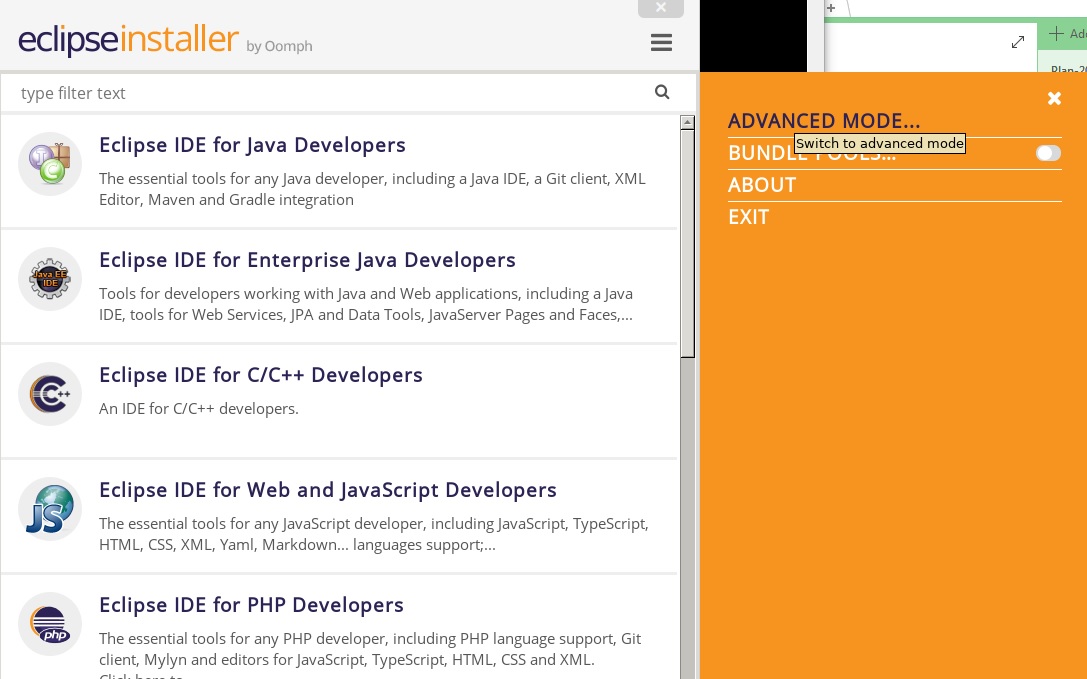 eclipseinstaller by Oomph
type filter text
Eclipse IDE for Java Developers
The essential tools for any Java developer, including a Java IDE, a Git client, XML
Editor, Maven and Gradle integration
Java EE
IDE
Eclipse IDE for Enterprise Java Developers
Tools for developers working with Java and Web applications, including a Java
IDE, tools for Web Services, JPA and Data Tools, JavaServer Pages and Faces,...
C++
Eclipse IDE for C/C++ Developers
An IDE for C/C++ developers.
JS
Eclipse IDE for Web and JavaScript Developers
The essential tools for any JavaScript developer, including JavaScript, TypeScript,
HTML, CSS, XML, Yaml, Markdown... languages support;...
php
Eclipse IDE for PHP Developers
The essential tools for any PHP developer, including PHP language support, Git
client, Mylyn and editors for JavaScript, TypeScript, HTML, CSS and XML.
Click here to
ADVANCED MODE...
Switch to advanced mode
BUNDLE POOLS...
ABOUT
EXIT